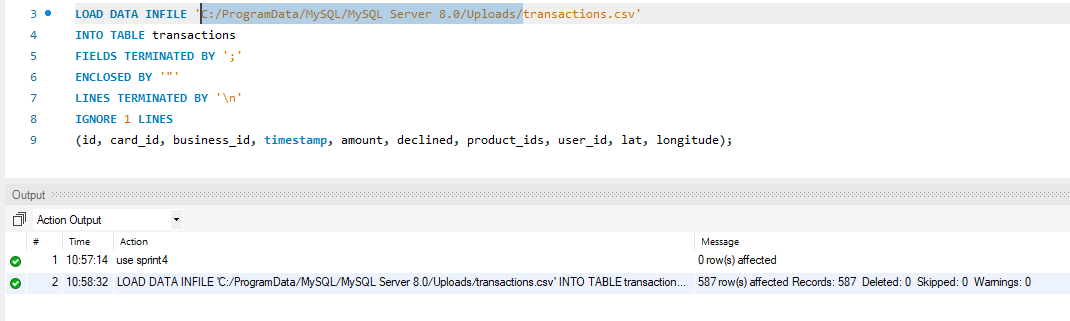 3 LOAD DATA INFILE 'C:/ProgramData/MySQL/MySQL Server 8.0/Uploads/transactions.csv'
4 INTO TABLE transactions
5 FIELDS TERMINATED BY ';'
6 ENCLOSED BY '"'
7 LINES TERMINATED BY '\n'
8 IGNORE 1 LINES
9 (id, card_id, business_id, timestamp, amount, declined, product_ids, user_id, lat, longitude);
Output
Action Output
# Time Action Message
1 10:57:14 use sprint4 0 row(s) affected
2 10:58:32 LOAD DATA INFILE 'C:/ProgramData/MySQL/MySQL Server 8.0/Uploads/transactions.csv' INTO TABLE transaction... 587 row(s) affected Records: 587 Deleted: 0 Skipped: 0 Warnings: 0